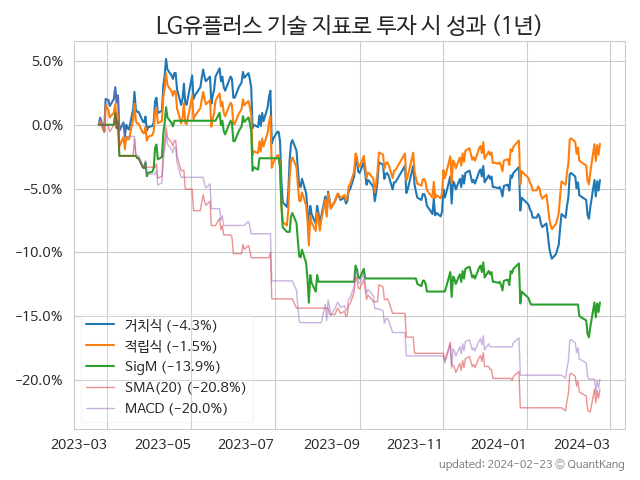 LG유플러스 기술 지표로 투자 시 성과 (1년)
5.0%
0.0%
−5.0%
−10.0%
−15.0%
−20.0%
거치식 (−4.3%)
적립식 (−1.5%)
SigM (−13.9%)
SMA(20) (−20.8%)
MACD (−20.0%)
2023-03 2023-05 2023-07 2023-09 2023-11 2024-01 2024-03
updated: 2024-02-23 © QuantKang